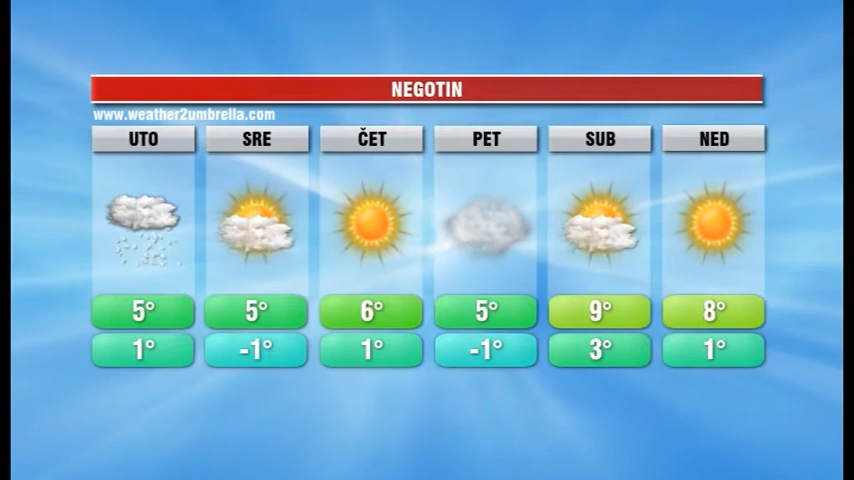 NEGOTIN
www.weather2umbrella.com
UTO SRE ČET PET SUB NED
5° 5° 6° 5° 9° 8°
1° -1° 1° -1° 3° 1°